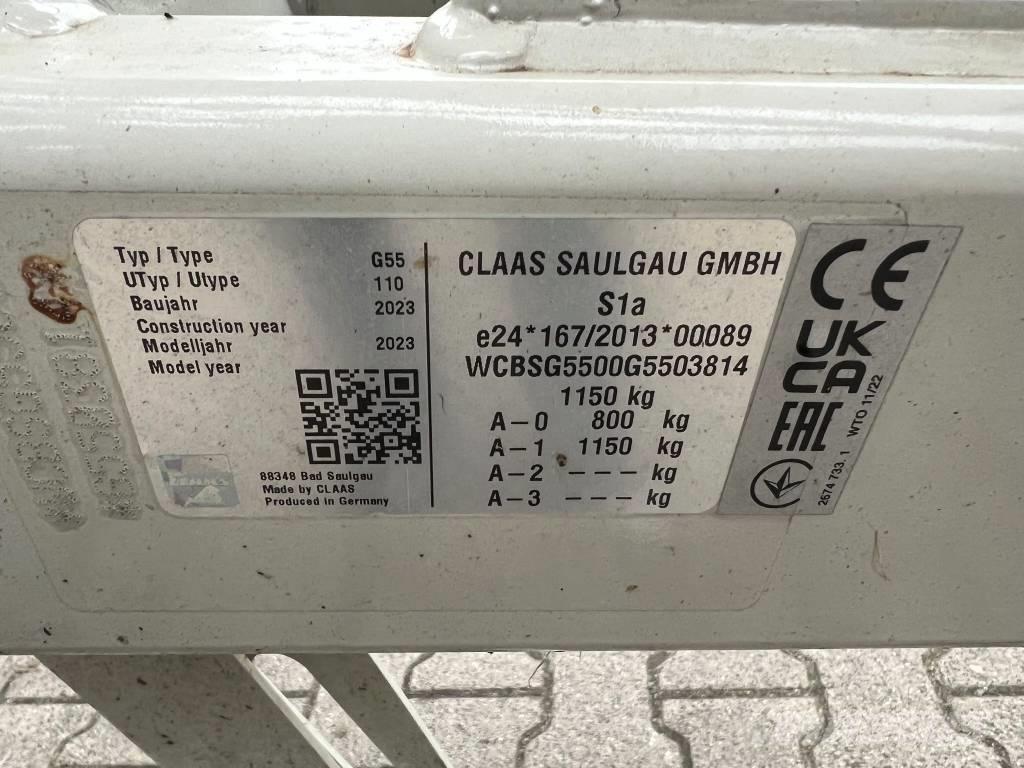 Typ / Type G55
UTyp / Utype 110
Baujahr 2023
Construction year
Modelljahr 2023
Model year
88348 Bad Saulgau
Made by CLAAS
Produced in Germany
CLAAS SAULGAU GMBH
S1a
e24*167/2013*00089
WCBSG5500G5503814
1150 kg
A-0 800 kg
A-1 1150 kg
A-2 --- kg
A-3 --- kg
CE
UK
CA
EAC
WTO 11/22
2674 733. 1